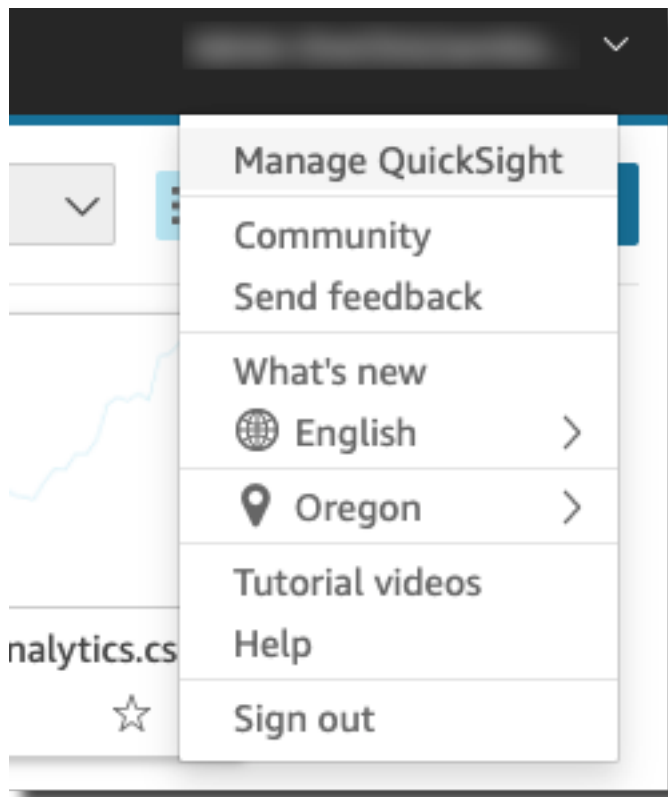 Manage QuickSight
Community
Send feedback
What's new
English
Oregon
Tutorial videos
nalytics.cs
Help
Sign out